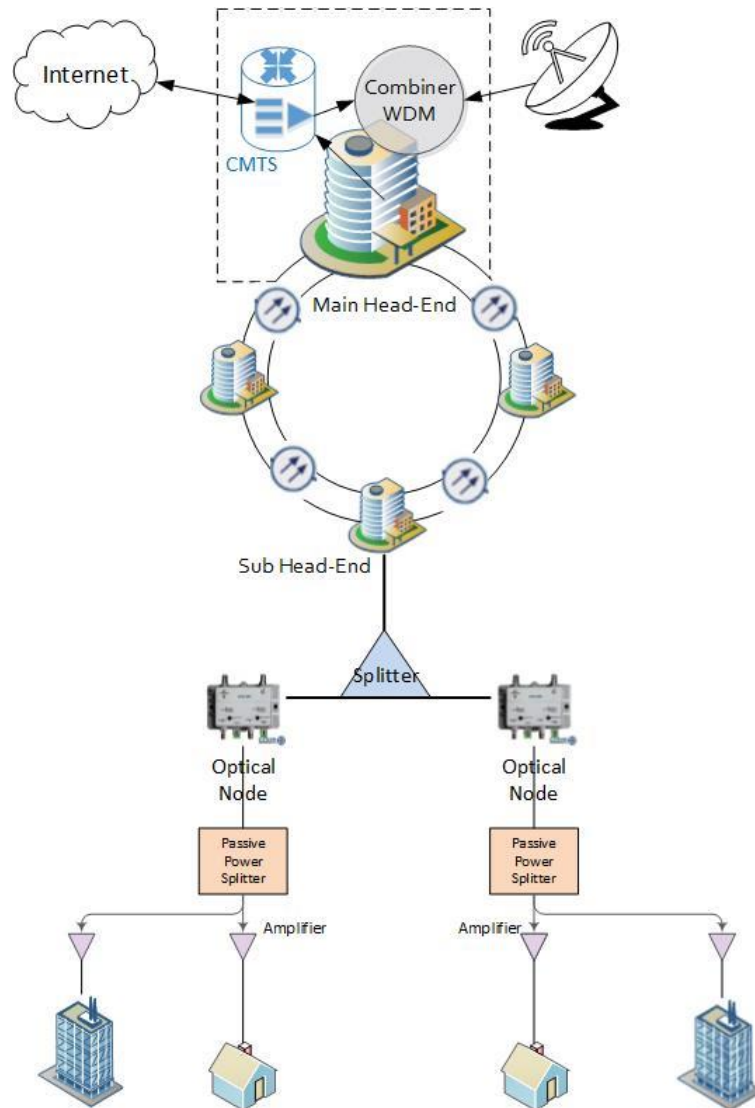 Internet
Combiner
WDM
CMTS
Main Head-End
Sub Head-End
Splitter
Optical
Node
Optical
Node
Passive
Power
Splitter
Passive
Power
Splitter
Amplifier
Amplifier